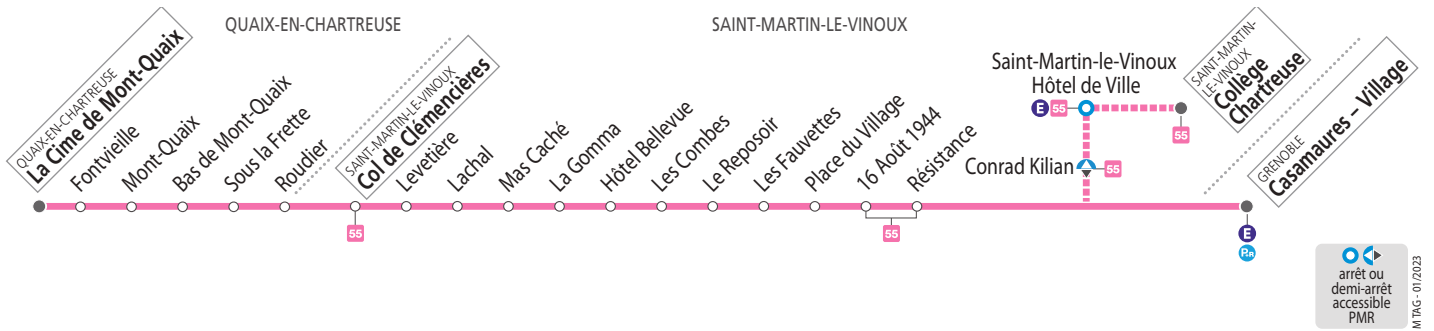 QUAIX-EN-CHARTREUSE
SAINT-MARTIN-LE-VINOUX
QUAIX-EN-CHARTREUSE
La Cime de Mont-Quaix
Fontvieille
Mont-Quaix
Bas de Mont-Quaix
Sous la Frette
Roudier
SAINT-MARTIN-LE-VINOUX
Col de Clémencières
55
Levetière
Lachal
Mas Caché
La Gomma
Hôtel Bellevue
Les Combes
Le Reposoir
Les Fauvettes
Place du Village
16 Août 1944
Résistance
55
Saint-Martin-le-Vinoux
Hôtel de Ville
E 55
Conrad Kilian
55
SAINT-MARTIN-
LE-VINOUX
Collège
Chartreuse
55
GRENOBLE
Casamaures – Village
E
P+R
arrêt ou
demi-arrêt
accessible
PMR
M TAG - 01/2023